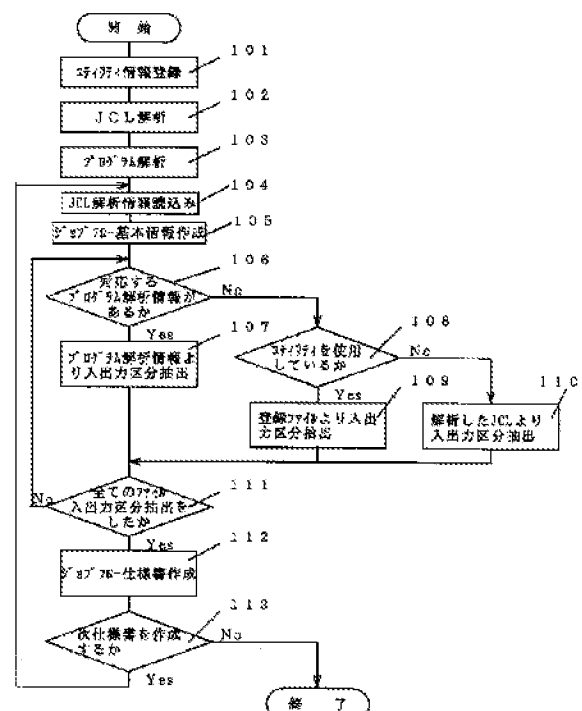 開 始
101
ユティリティ情報登録
102
JCL解析
103
プログラム解析
104
JCL解析情報読込み
105
ジョブフロー基本情報作成
106
対応する
プログラム解析情報が
あるか
No
Yes
107
プログラム解析情報よ
り入出力区分抽出
108
ユティリティを使用
しているか
No
Yes
109
登録ファイルより入出
力区分抽出
110
解析したJCLより
入出力区分抽出
No
全てのファイル
入出力区分抽出を
したか
111
Yes
112
ジョブフロー仕様書作成
113
次仕様書を作成
するか
No
Yes
終 了